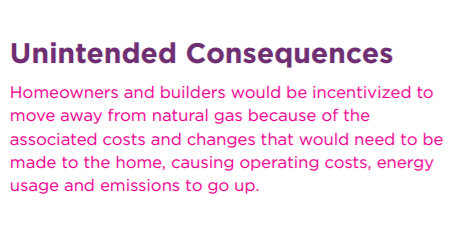 Unintended Consequences
Homeowners and builders would be incentivized to
move away from natural gas because of the
associated costs and changes that would need to be
made to the home, causing operating costs, energy
usage and emissions to go up.